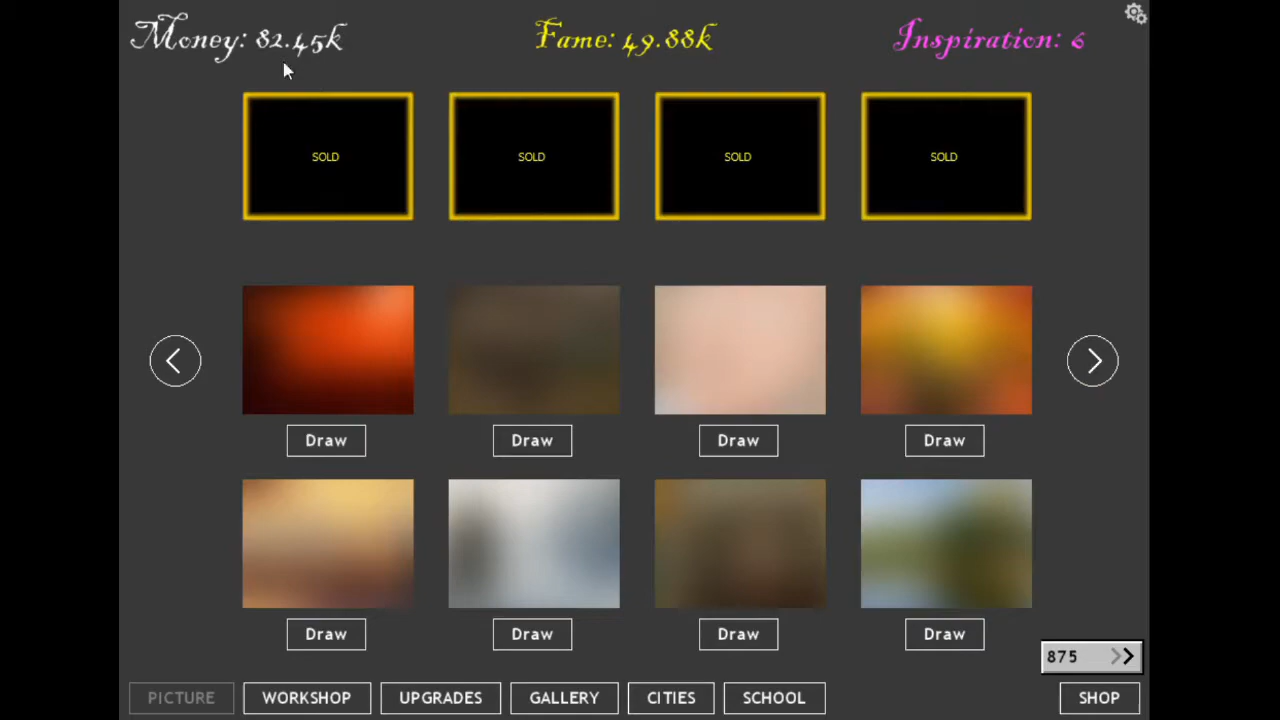 Money: 82.45k
Fame: 49.88k
Inspiration: 6
SOLD
SOLD
SOLD
SOLD
Draw
Draw
Draw
Draw
Draw
Draw
Draw
Draw
875
PICTURE
WORKSHOP
UPGRADES
GALLERY
CITIES
SCHOOL
SHOP